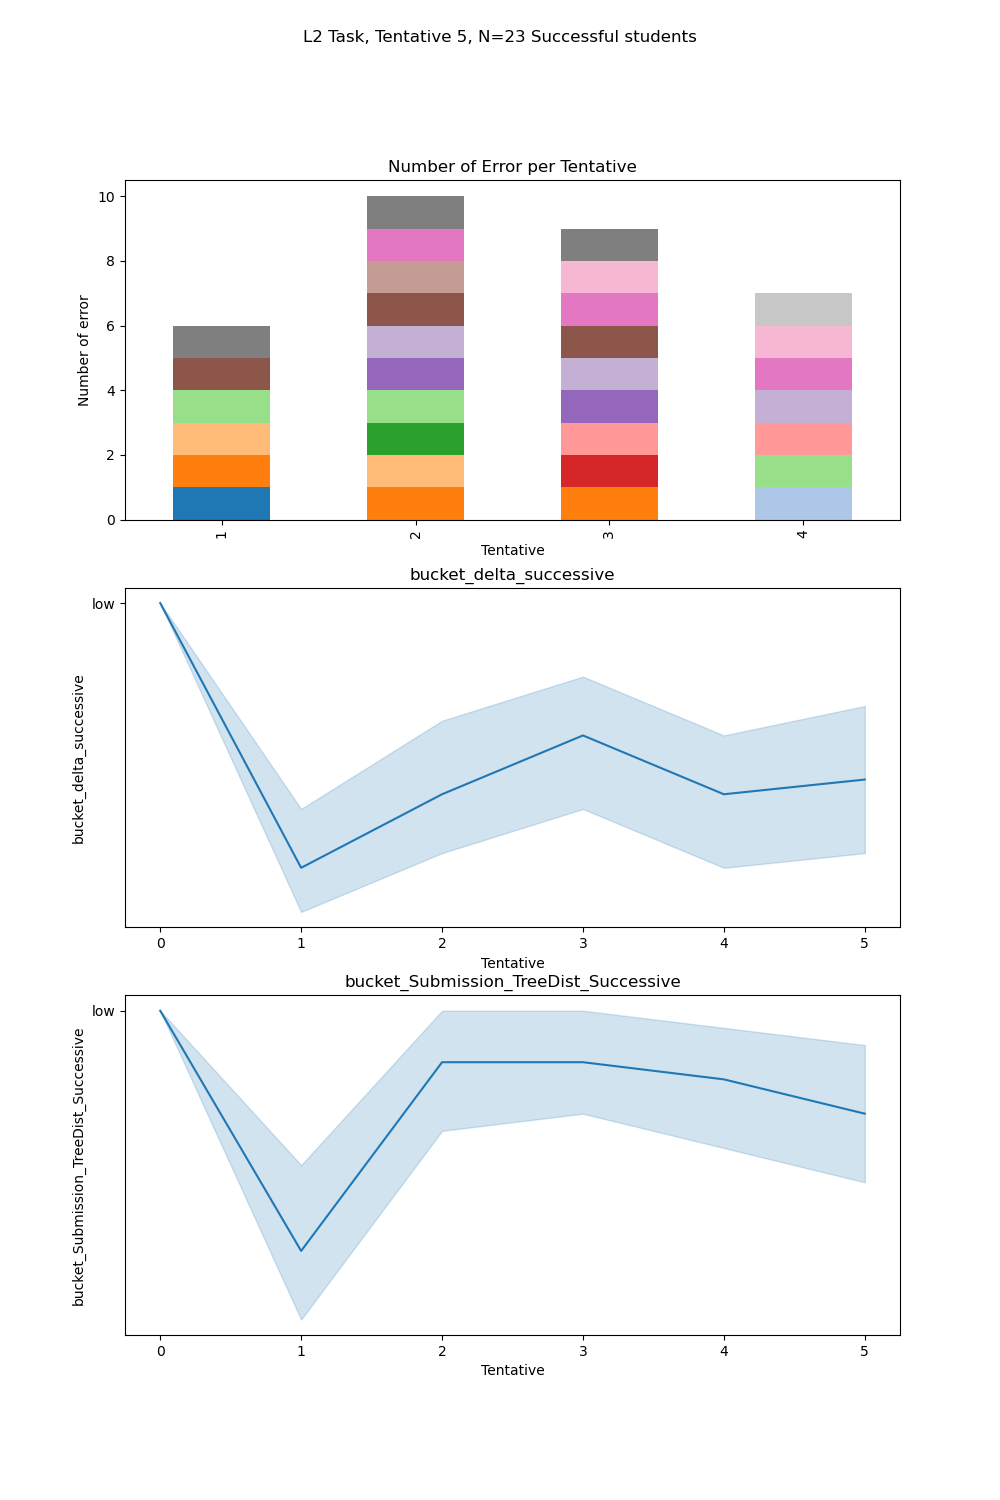 L2 Task, Tentative 5, N=23 Successful students
Number of Error per Tentative
10
8
6
4
2
0
Number of error
1
2
3
4
Tentative
bucket_delta_successive
low
bucket_delta_successive
0
1
2
3
4
5
Tentative
bucket_Submission_TreeDist_Successive
low
bucket_Submission_TreeDist_Successive
0
1
2
3
4
5
Tentative